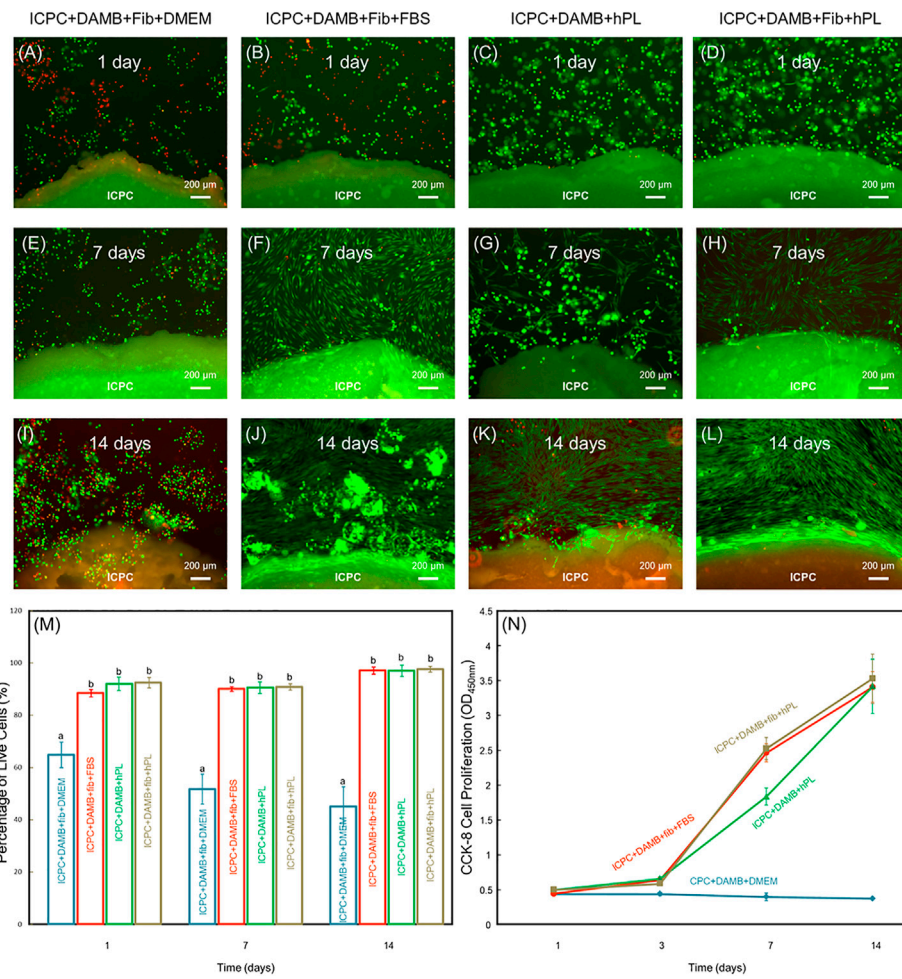 ICPC+DAMB+Fib+DMEM
ICPC+DAMB+Fib+FBS
ICPC+DAMB+hPL
ICPC+DAMB+Fib+hPL
(A)
1 day
200 µm
ICPC
(B)
1 day
200 µm
ICPC
(C)
1 day
200 µm
ICPC
(D)
1 day
200 µm
ICPC
(E)
7 days
200 µm
ICPC
(F)
7 days
200 µm
ICPC
(G)
7 days
200 µm
ICPC
(H)
7 days
200 µm
ICPC
(I)
14 days
200 µm
ICPC
(J)
14 days
200 µm
ICPC
(K)
14 days
200 µm
ICPC
(L)
14 days
200 µm
ICPC
(M)
Percentage of Live Cells (%)
120
100
80
60
40
20
0
a
b
b
b
a
b
b
b
a
b
b
b
ICPC+DAMB+fib+DMEM
ICPC+DAMB+fib+FBS
ICPC+DAMB+hPL
ICPC+DAMB+fib+hPL
ICPC+DAMB+fib+DMEM
ICPC+DAMB+fib+FBS
ICPC+DAMB+hPL
ICPC+DAMB+fib+hPL
ICPC+DAMB+fib+DMEM
ICPC+DAMB+fib+FBS
ICPC+DAMB+hPL
ICPC+DAMB+fib+hPL
1
7
14
Time (days)
(N)
CCK-8 Cell Proliferation (OD450nm)
4.5
4
3.5
3
2.5
2
1.5
1
0.5
0
ICPC+DAMB+fib+hPL
ICPC+DAMB+fib+FBS
ICPC+DAMB+hPL
CPC+DAMB+DMEM
1
3
7
14
Time (days)